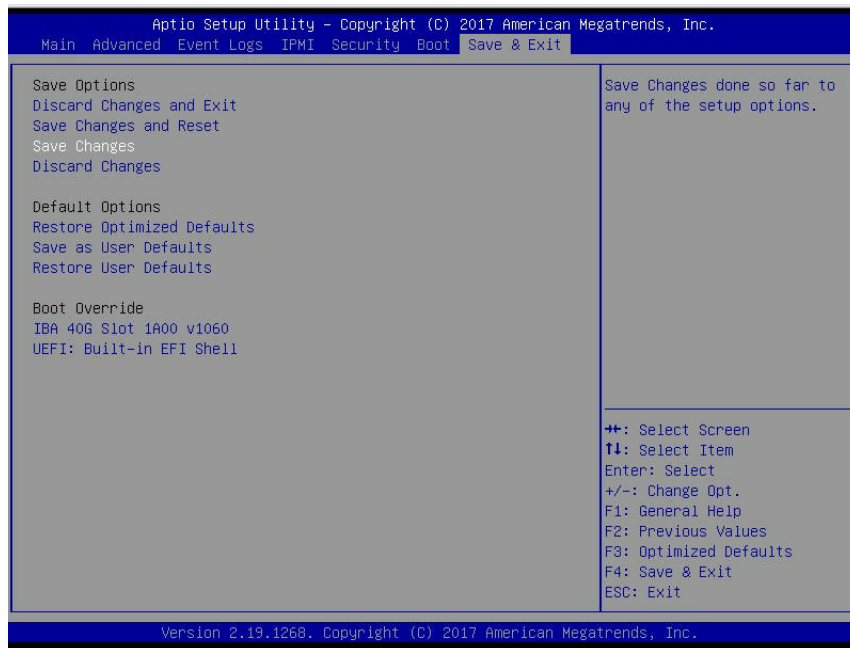 Aptio Setup Utility – Copyright (C) 2017 American Megatrends, Inc.
Main Advanced Event Logs IPMI Security Boot Save & Exit
Save Options
Discard Changes and Exit
Save Changes and Reset
Save Changes
Discard Changes
Default Options
Restore Optimized Defaults
Save as User Defaults
Restore User Defaults
Boot Override
IBA 40G Slot 1A00 v1060
UEFI: Built-in EFI Shell
Save Changes done so far to
any of the setup options.
→←: Select Screen
↑↓: Select Item
Enter: Select
+/-: Change Opt.
F1: General Help
F2: Previous Values
F3: Optimized Defaults
F4: Save & Exit
ESC: Exit
Version 2.19.1268. Copyright (C) 2017 American Megatrends, Inc.